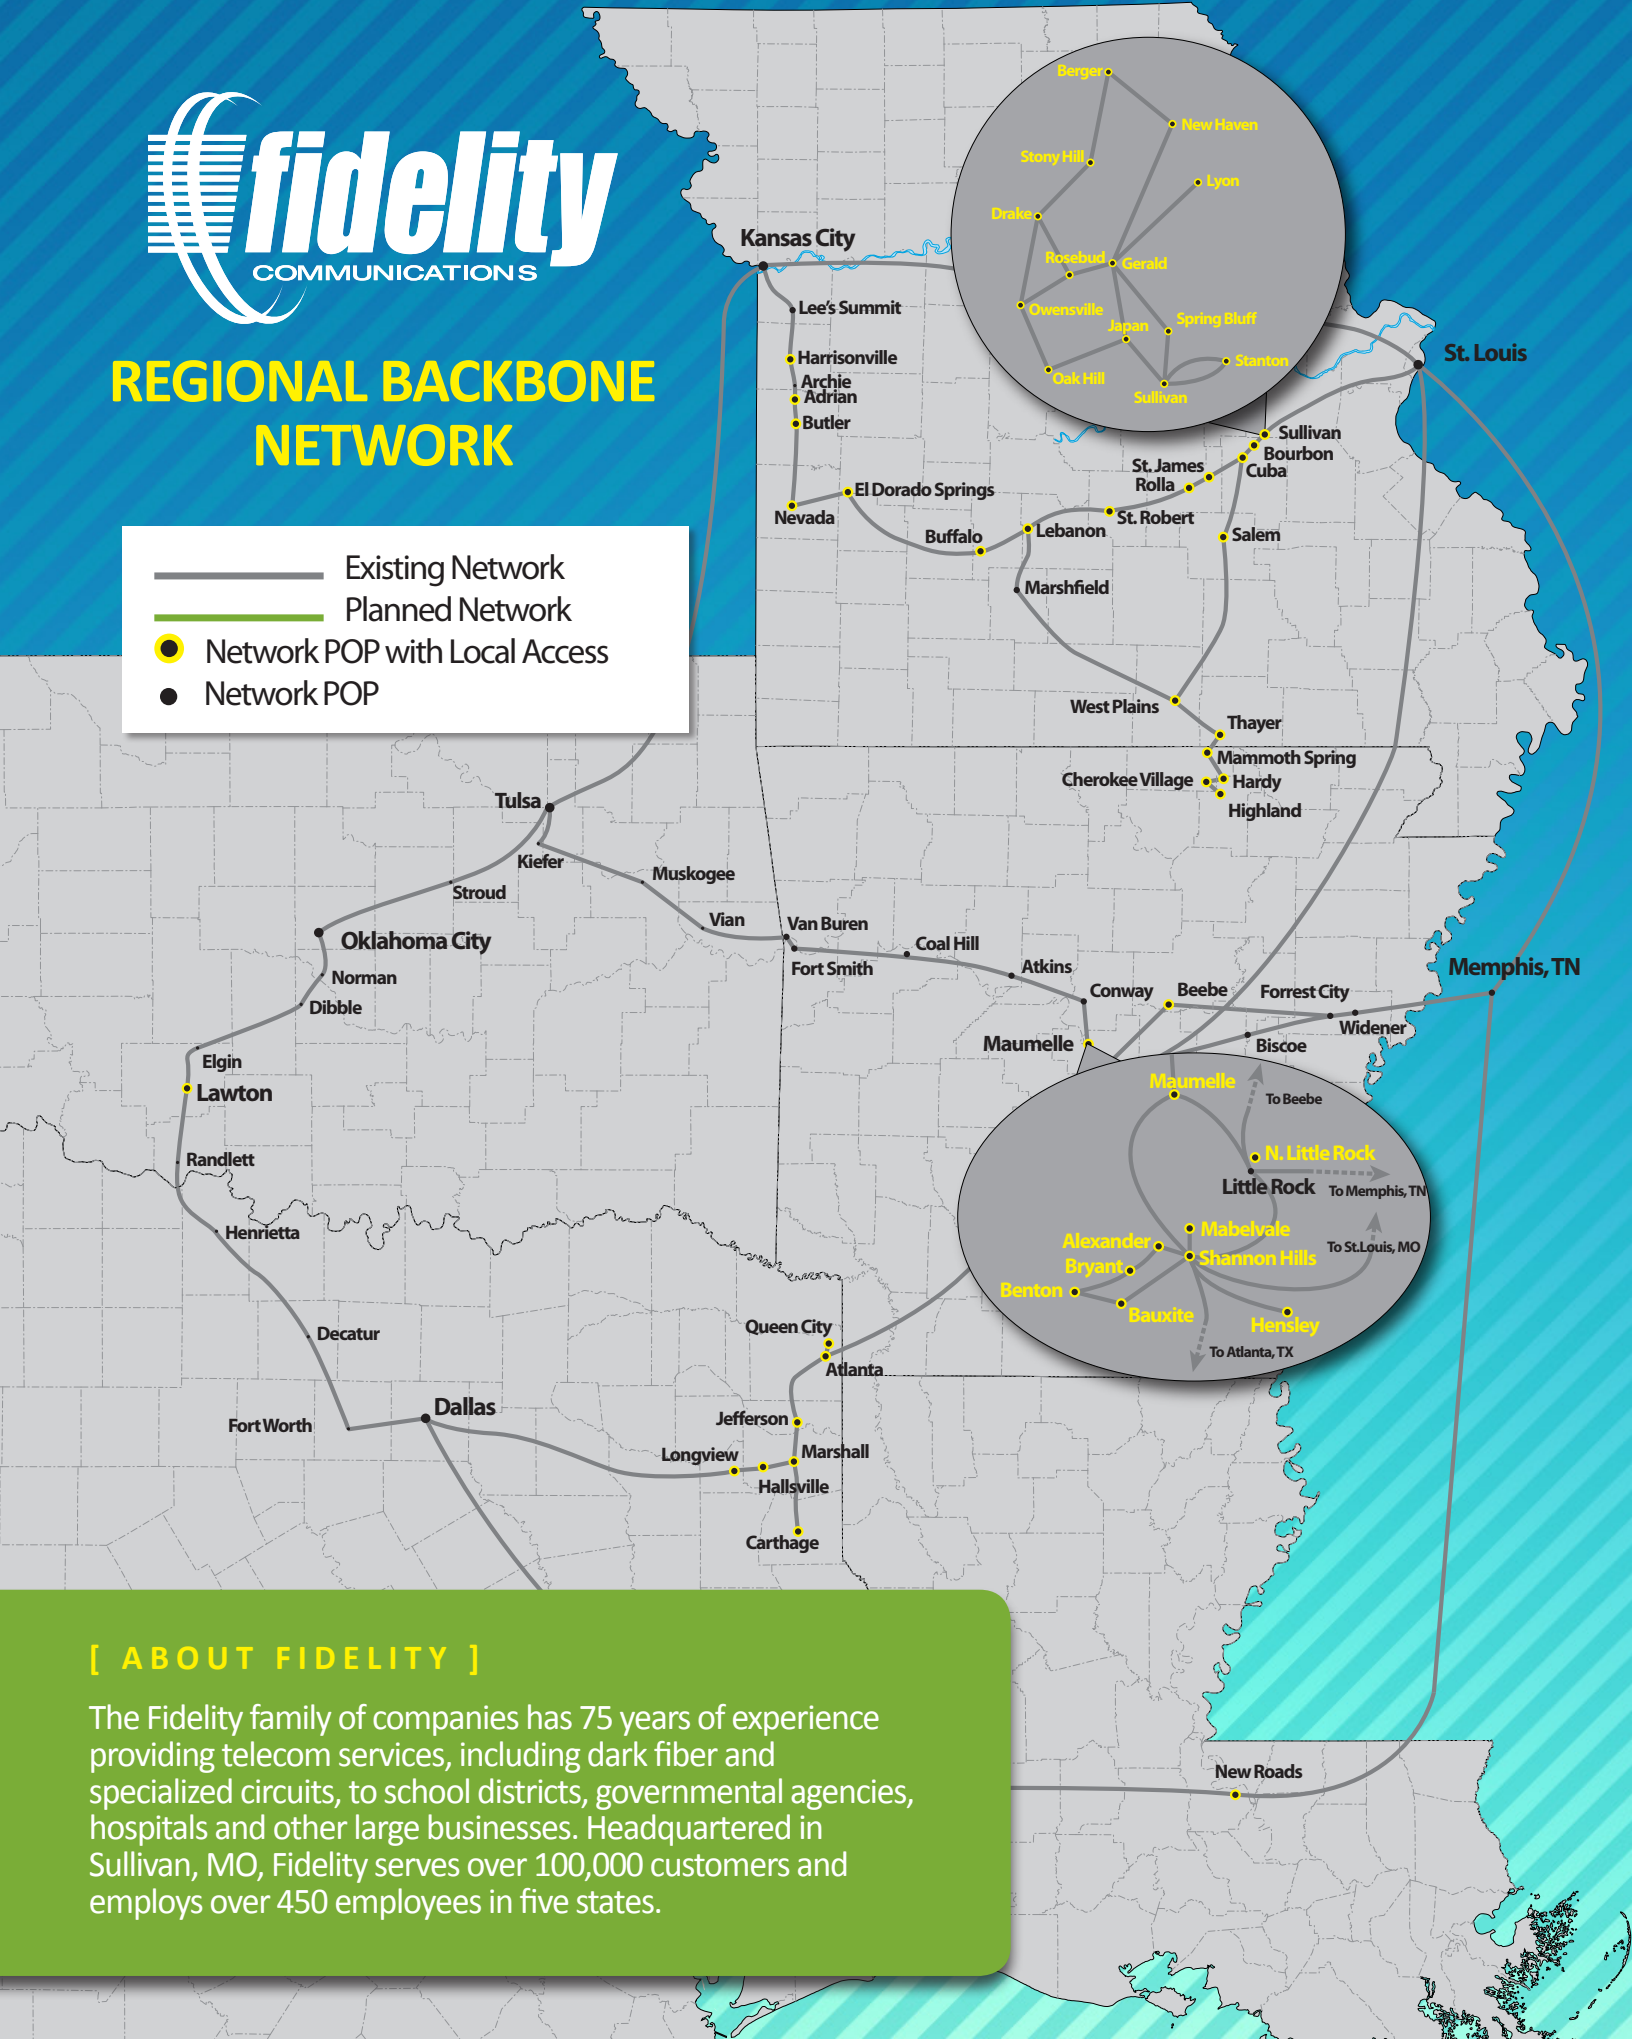 fidelity
COMMUNICATIONS
REGIONAL BACKBONE
NETWORK
Existing Network
Planned Network
Network POP with Local Access
Network POP
Berger
New Haven
Stony Hill
Lyon
Drake
Rosebud
Gerald
Owensville
Japan
Spring Bluff
Stanton
Oak Hill
Sullivan
Kansas City
Lee's Summit
Harrisonville
Archie
Adrian
Butler
St. Louis
Sullivan
Bourbon
Cuba
St. James
Rolla
El Dorado Springs
Nevada
St. Robert
Lebanon
Buffalo
Salem
Marshfield
West Plains
Thayer
Mammoth Spring
Cherokee Village
Hardy
Highland
Tulsa
Kiefer
Muskogee
Stroud
Vian
Van Buren
Oklahoma City
Coal Hill
Fort Smith
Atkins
Memphis, TN
Norman
Conway
Beebe
Forrest City
Dibble
Widener
Maumelle
Biscoe
Elgin
Lawton
Maumelle
To Beebe
N. Little Rock
Little Rock
To Memphis, TN
Randlett
Mabelvale
Henrietta
Alexander
To St.Louis, MO
Shannon Hills
Bryant
Benton
Bauxite
Hensley
To Atlanta, TX
Queen City
Decatur
Atlanta
Dallas
Jefferson
Fort Worth
Longview
Marshall
Hallsville
Carthage
[ ABOUT FIDELITY ]
The Fidelity family of companies has 75 years of experience
providing telecom services, including dark fiber and
specialized circuits, to school districts, governmental agencies,
hospitals and other large businesses. Headquartered in
Sullivan, MO, Fidelity serves over 100,000 customers and
employs over 450 employees in five states.
New Roads